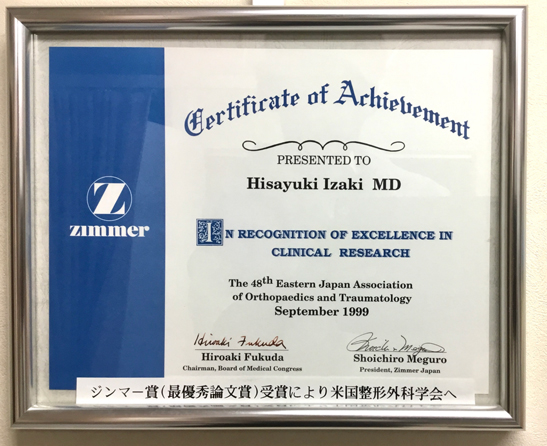 Certificate of Achievement
PRESENTED TO
Hisayuki Izaki MD
Z
zimmer
IN RECOGNITION OF EXCELLENCE IN
CLINICAL RESEARCH
The 48th Eastern Japan Association
of Orthopaedics and Traumatology
September 1999
Hiroaki Fukuda
Hiroaki Fukuda
Chairman, Board of Medical Congress
Shoichiro Meguro
President, Zimmer Japan
ジンマー賞(最優秀論文賞)受賞により米国整形外科学会へ